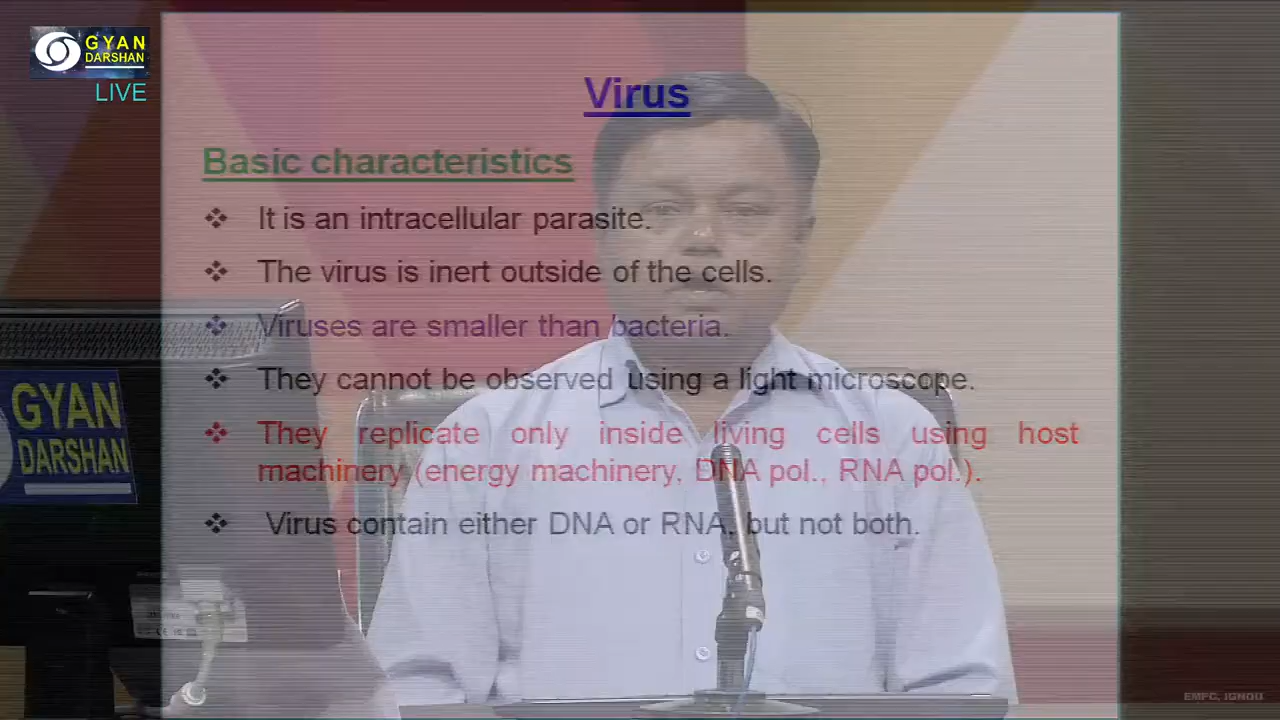 GYAN
DARSHAN
LIVE
Virus
Basic characteristics
❖ It is an intracellular parasite.
❖ The virus is inert outside of the cells.
❖ Viruses are smaller than bacteria.
❖ They cannot be observed using a light microscope.
❖ They replicate only inside living cells using host
machinery (energy machinery, DNA pol., RNA pol.).
❖ Virus contain either DNA or RNA, but not both.
GYAN
DARSHAN
EMPC, IGNOU